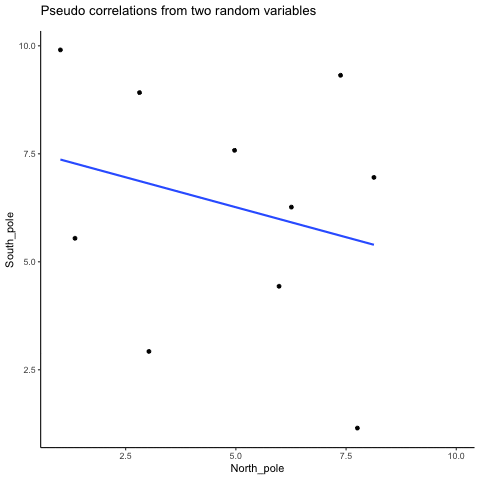 Pseudo correlations from two random variables
10.0
7.5
5.0
2.5
South_pole
2.5 5.0 7.5 10.0
North_pole